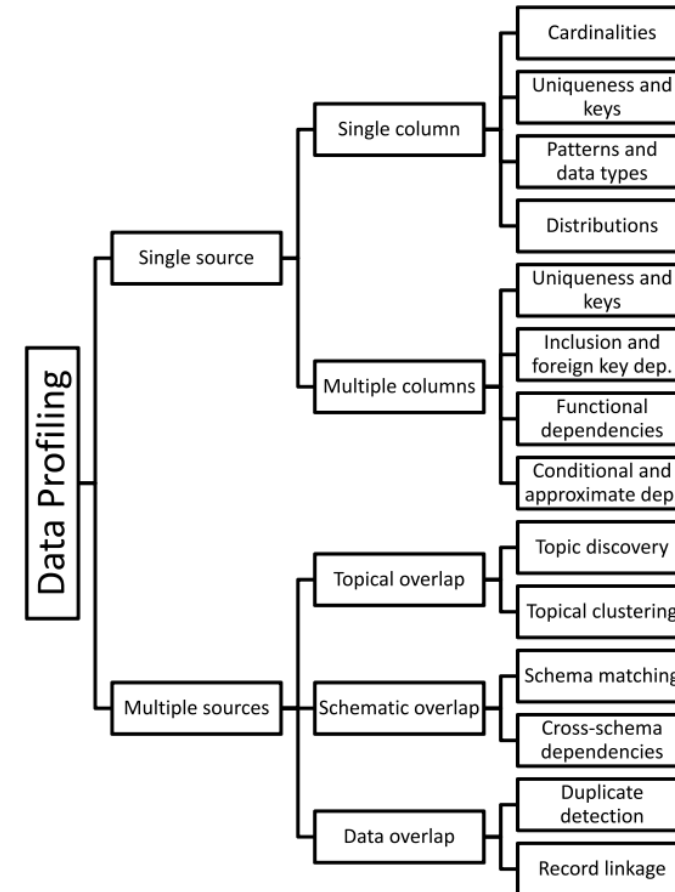 Data Profiling
Single source
Single column
Cardinalities
Uniqueness and
keys
Patterns and
data types
Distributions
Multiple columns
Uniqueness and
keys
Inclusion and
foreign key dep.
Functional
dependencies
Conditional and
approximate dep
Multiple sources
Topical overlap
Topic discovery
Topical clustering
Schematic overlap
Schema matching
Cross-schema
dependencies
Data overlap
Duplicate
detection
Record linkage